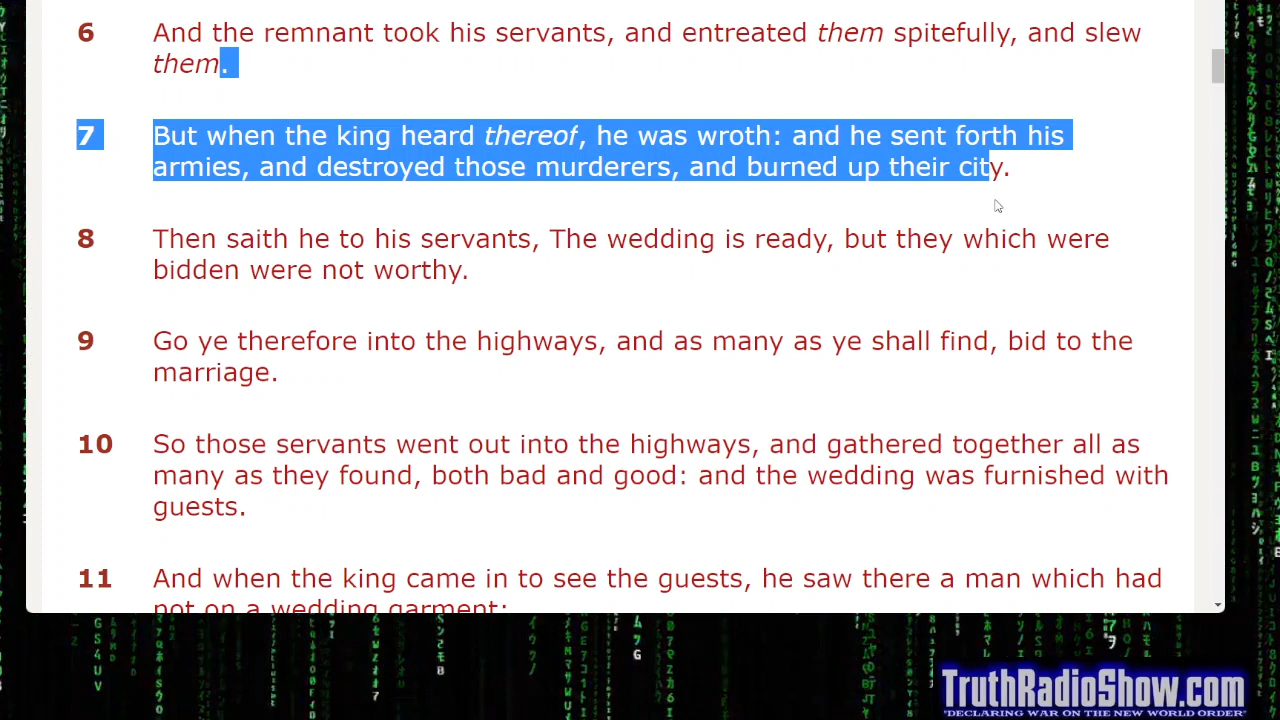 6 And the remnant took his servants, and entreated them spitefully, and slew
them.
7 But when the king heard thereof, he was wroth: and he sent forth his
armies, and destroyed those murderers, and burned up their city.
8 Then saith he to his servants, The wedding is ready, but they which were
bidden were not worthy.
9 Go ye therefore into the highways, and as many as ye shall find, bid to the
marriage.
10 So those servants went out into the highways, and gathered together all as
many as they found, both bad and good: and the wedding was furnished with
guests.
11 And when the king came in to see the guests, he saw there a man which had
not on a wedding garment:
TruthRadioShow.com
"DECLARING WAR ON THE NEW WORLD ORDER"